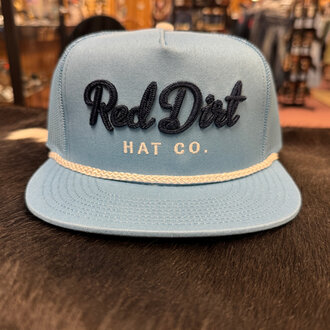 Red Dirt
HAT CO.